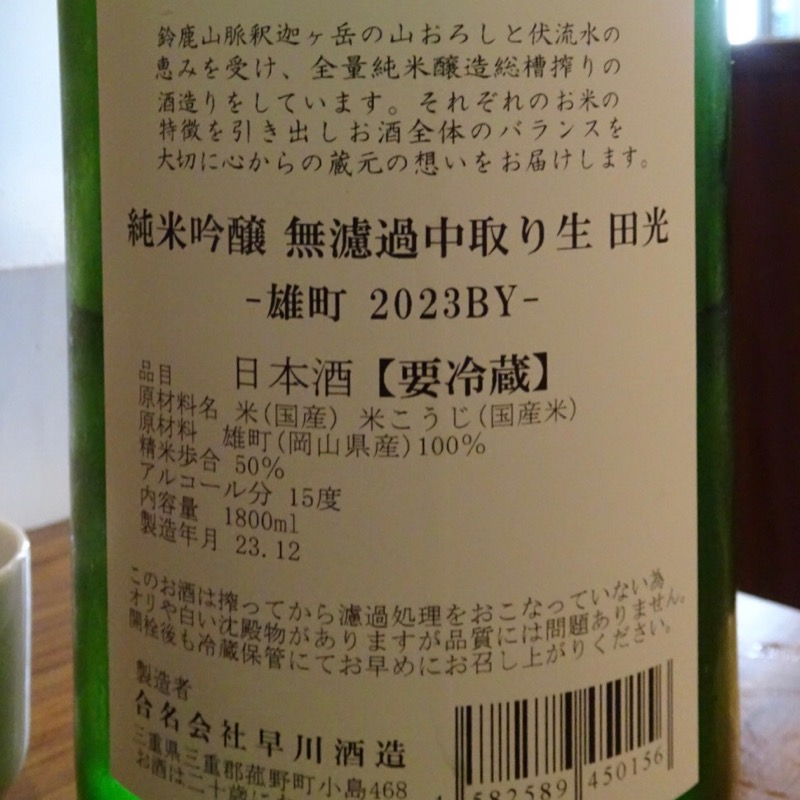 鈴鹿山脈釈迦ヶ岳の山おろしと伏流水の
恵みを受け、全量純米醸造総槽搾りの
酒造りをしています。それぞれのお米の
特徴を引き出しお酒全体のバランスを
大切に心からの蔵元の想いをお届けします。
純米吟醸 無濾過中取り生 田光
-雄町 2023BY-
品目 日本酒【要冷蔵】
原材料名 米(国産) 米こうじ(国産米)
原材料 雄町(岡山県産)100%
精米歩合 50%
アルコール分 15度
内容量 1800ml
製造年月 23.12
このお酒は搾ってから濾過処理をおこなっていない為
オリや白い沈殿物がありますが品質には問題ありません。
開栓後も冷蔵保管にてお早めにお召し上がりください。
製造者
合名会社早川酒造
三重県三重郡菰野町小島468
お酒は二十歳に
4 582589 450156